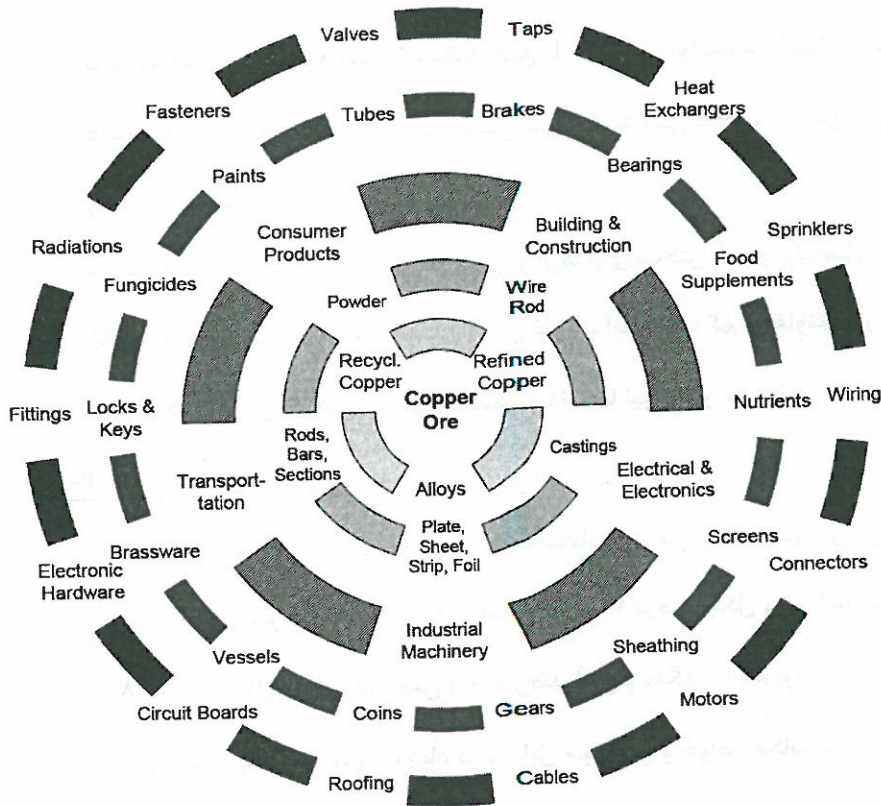 Valves
Taps
Fasteners
Heat
Exchangers
Tubes
Brakes
Paints
Bearings
Radiations
Consumer
Products
Building &
Construction
Sprinklers
Fungicides
Food
Supplements
Powder
Wire
Rod
Recycl.
Copper
Refined
Copper
Fittings
Locks &
Keys
Copper
Ore
Nutrients
Wiring
Rods,
Bars,
Sections
Castings
Transport-
tation
Alloys
Electrical &
Electronics
Plate,
Sheet,
Strip, Foil
Brassware
Screens
Electronic
Hardware
Connectors
Industrial
Machinery
Vessels
Sheathing
Circuit Boards
Coins
Gears
Motors
Roofing
Cables